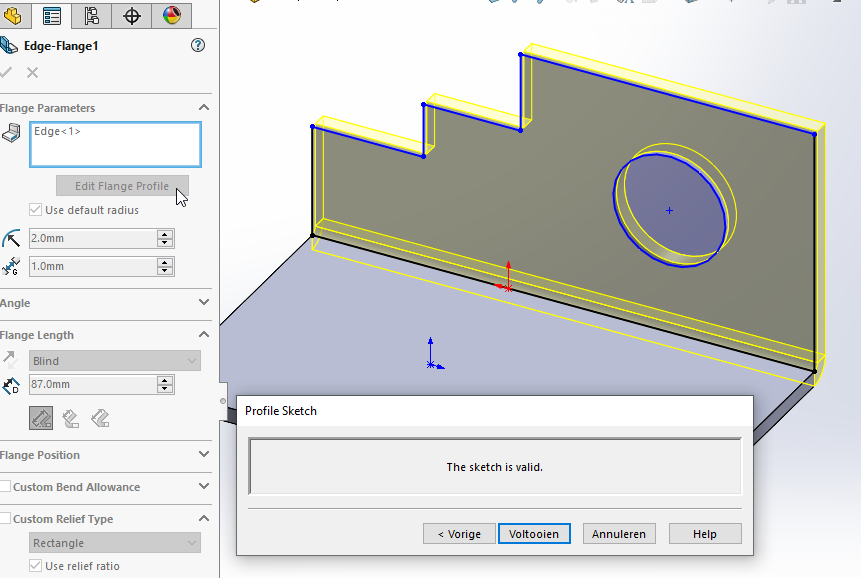 Edge-Flange1
Flange Parameters
Edge<1>
Edit Flange Profile
Use default radius
2.0mm
1.0mm
Angle
Flange Length
Blind
87.0mm
Flange Position
Custom Bend Allowance
Custom Relief Type
Rectangle
Use relief ratio
Profile Sketch
The sketch is valid.
< Vorige
Voltooien
Annuleren
Help